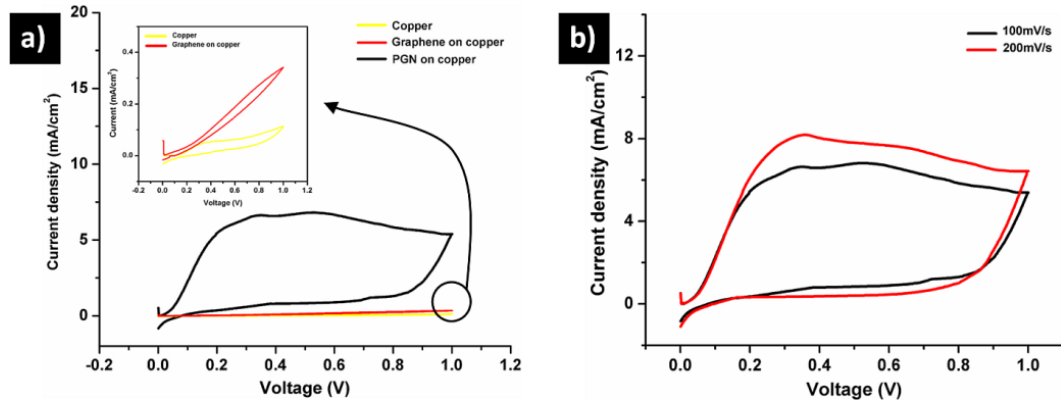 a)
20
15
10
5
0
-0.2
0.0
0.2
0.4
0.6
0.8
1.0
1.2
Voltage (V)
Current density (mA/cm²)
Copper
Graphene on copper
PGN on copper
Copper
Graphene on copper
0.4
0.2
0.0
-0.2
0.0
0.2
0.4
0.6
0.8
1.0
1.2
Voltage (V)
Current (mA/cm²)
b)
12
8
4
0
0.0
0.2
0.4
0.6
0.8
1.0
Voltage (V)
Current density (mA/cm²)
100mV/s
200mV/s